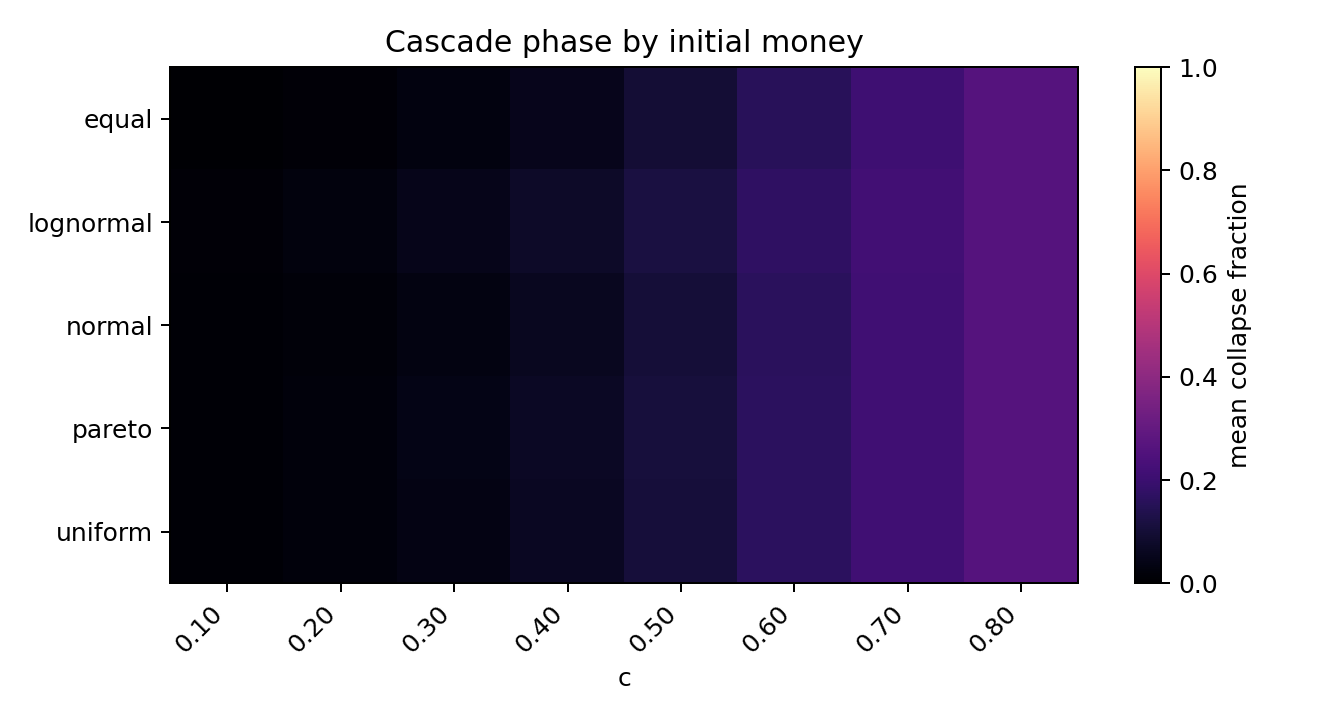 Cascade phase by initial money
equal
lognormal
normal
pareto
uniform
0.10
0.20
0.30
0.40
0.50
0.60
0.70
0.80
c
1.0
0.8
0.6
0.4
0.2
0.0
mean collapse fraction